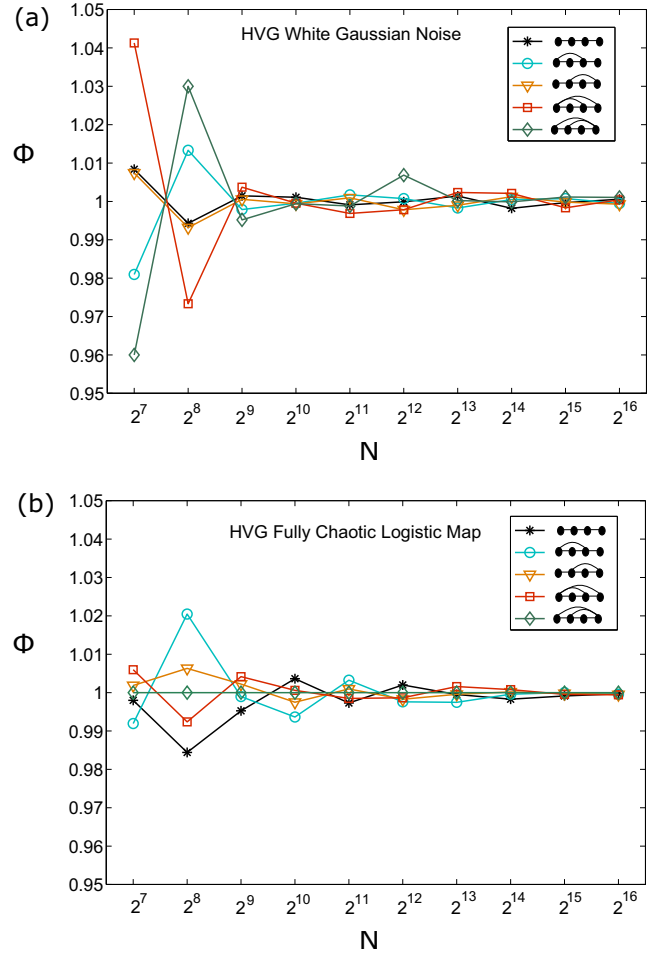 (a)
HVG White Gaussian Noise
1.05
1.04
1.03
1.02
1.01
1
0.99
0.98
0.97
0.96
0.95
Φ
2^7 2^8 2^9 2^10 2^11 2^12 2^13 2^14 2^15 2^16
N
(b)
HVG Fully Chaotic Logistic Map
1.05
1.04
1.03
1.02
1.01
1
0.99
0.98
0.97
0.96
0.95
Φ
2^7 2^8 2^9 2^10 2^11 2^12 2^13 2^14 2^15 2^16
N